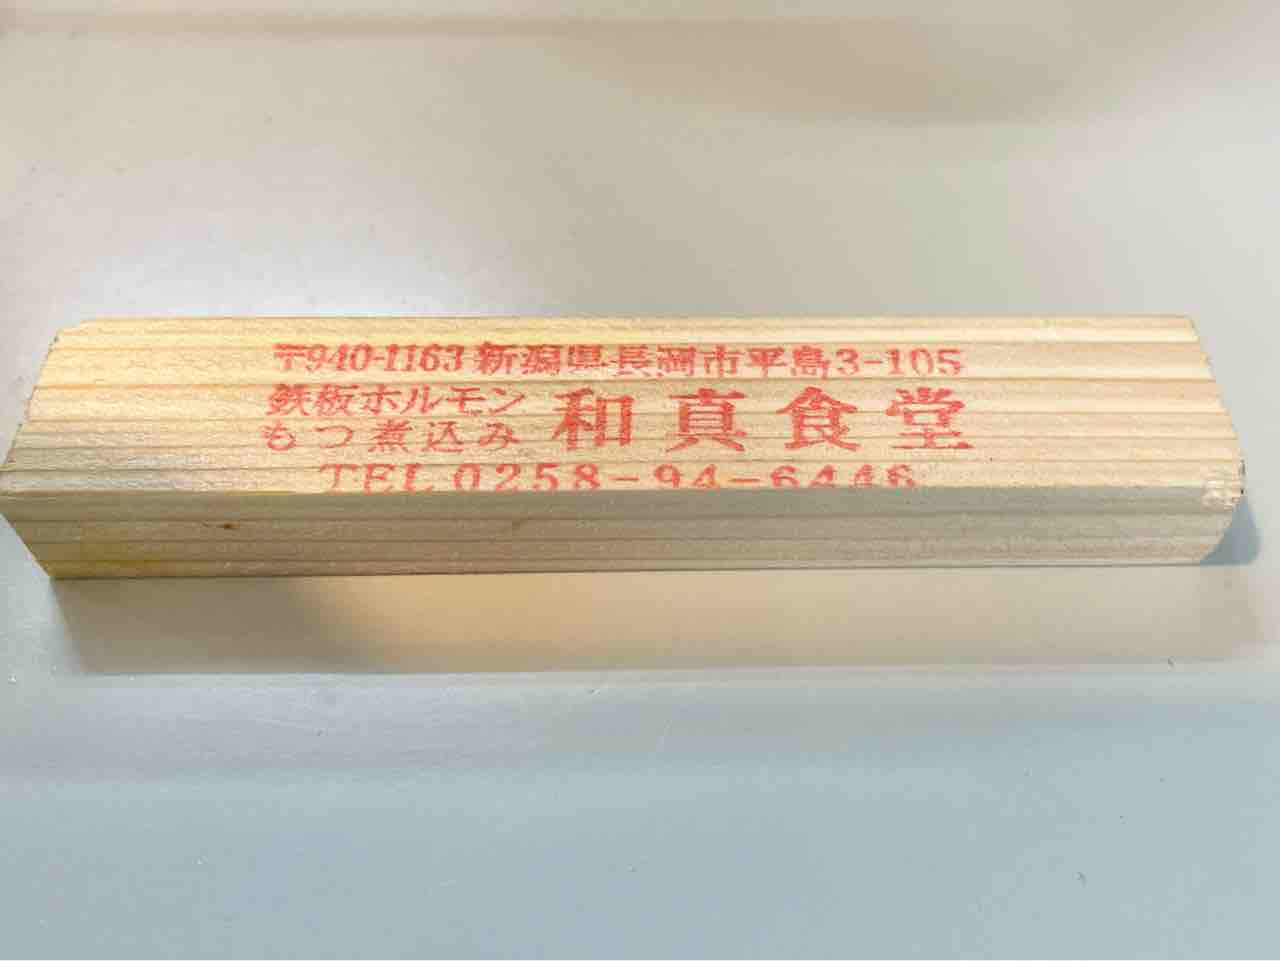 〒940-1163 新潟県長岡市平島3-105
鉄板ホルモン
もつ煮込み
和真食堂
TEL 0258-94-6446